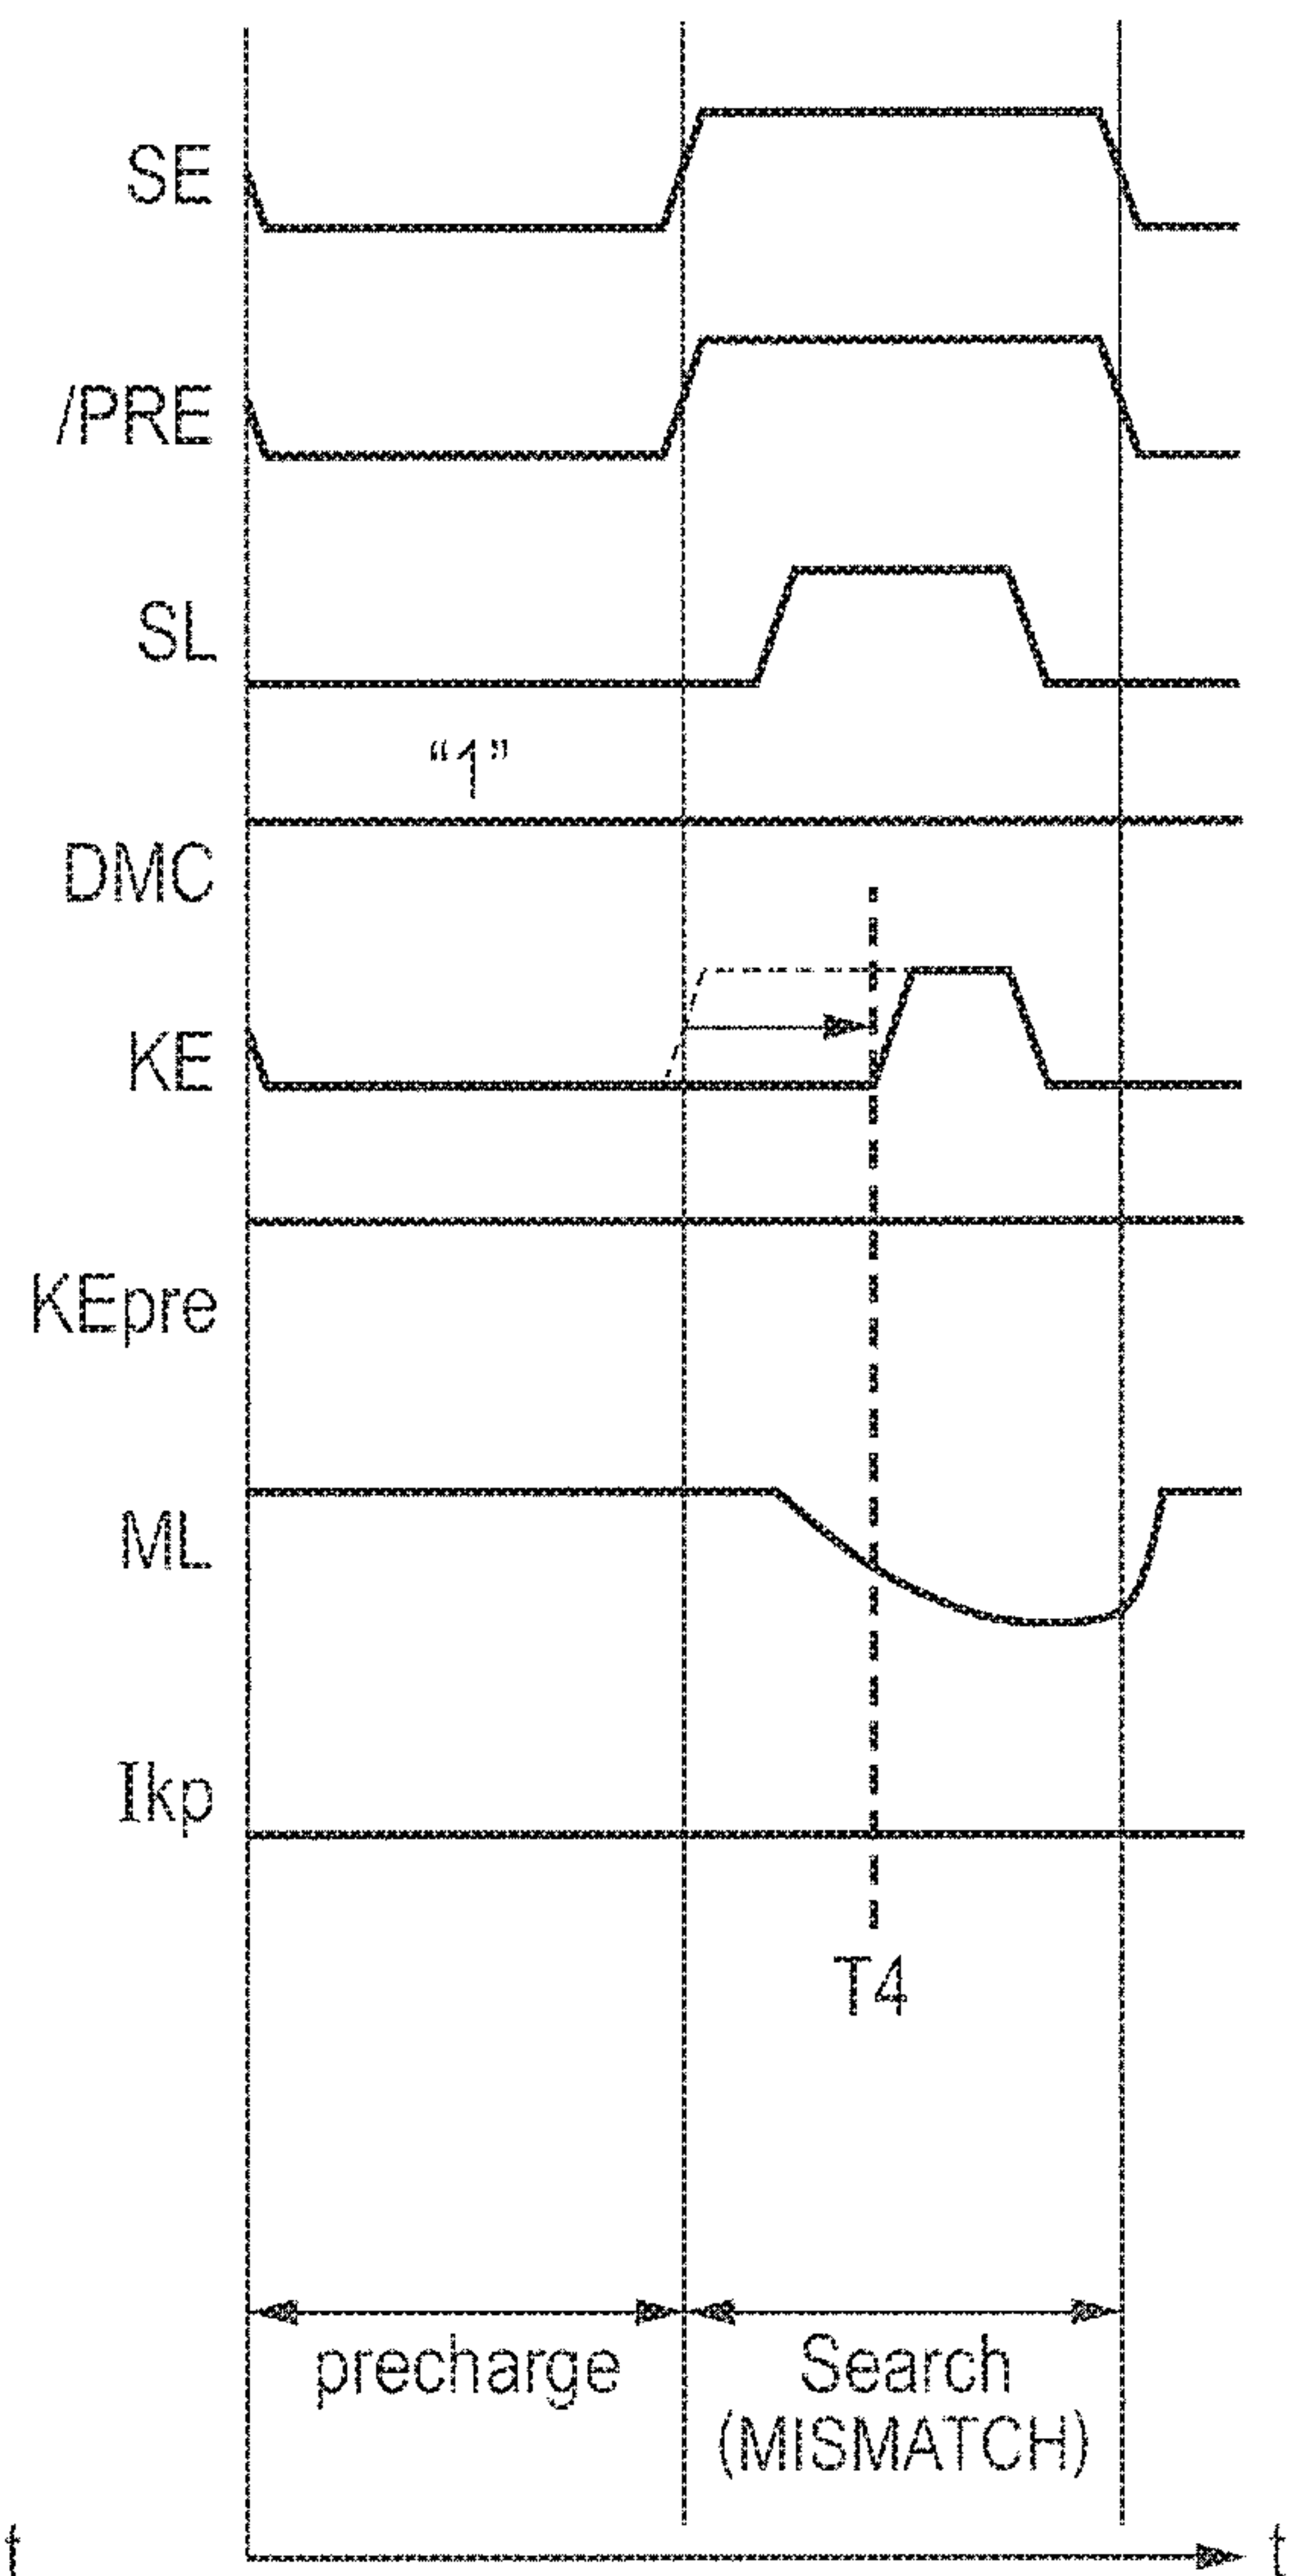 SE
/PRE
SL
“1”
DMC
KE
KEpre
ML
Ikp
T4
precharge
Search
(MISMATCH)
t
t